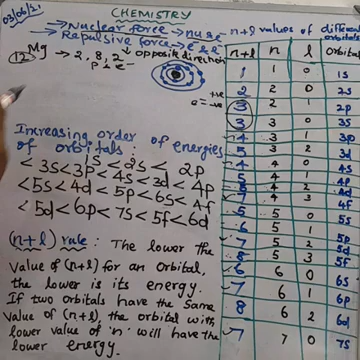 03/06/21
CHEMISTRY
→ Nuclear force → nu & e
→ Repulsive force → e & e
12 Mg → 2, 8, 2 → opposite direction
p = e-
+ve
e = -ve
Increasing order of energies
of orbitals : 1s < 2s < 2p
< 3s < 3p < 4s < 3d < 4p
< 5s < 4d < 5p < 6s < 4f
< 5d < 6p < 7s < 5f < 6d
(n+l) rule : The lower the
value of (n+l) for an orbital,
the lower is its energy.
If two orbitals have the same
value of (n+l), the orbital with
lower value of 'n' will have the
lower energy.
n+l values of different
orbitals
n+l n l Orbital
1 1 0 1s
2 2 0 2s
3 2 1 2p
3 3 0 3s
4 3 1 3p
5 3 2 3d
4 4 0 4s
5 4 1 4p
6 4 2 4d
7 4 3 4f
5 5 0 5s
6 5 1 5p
7 5 2 5d
8 5 3 5f
6 6 0 6s
7 6 1 6p
8 6 2 6d
7 7 0 7s